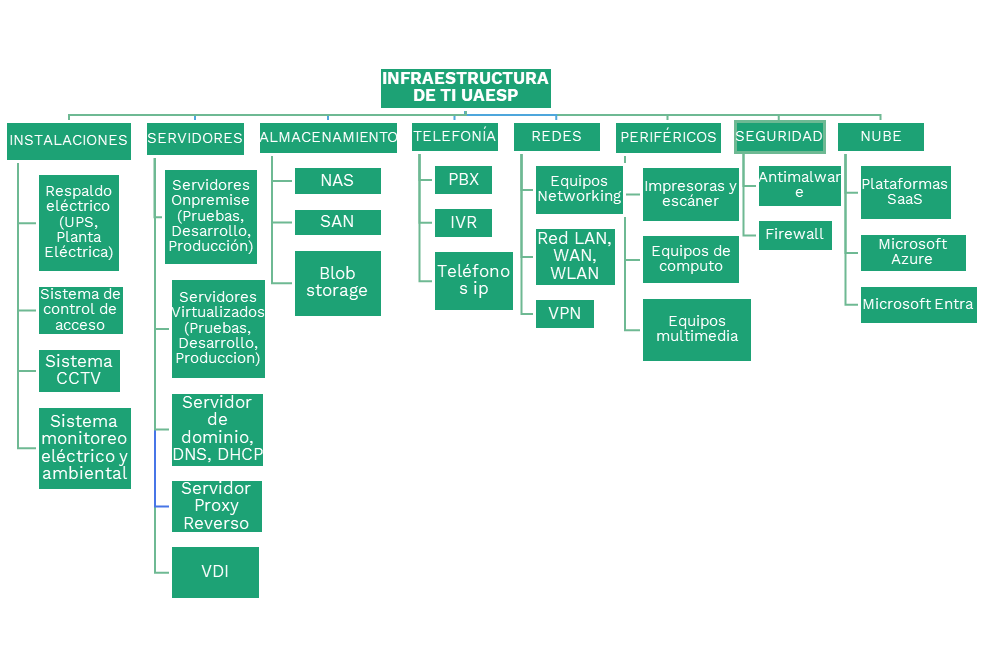 INFRAESTRUCTURA
DE TI UAESP
INSTALACIONES
Respaldo
eléctrico
(UPS,
Planta
Eléctrica)
Sistema de
control de
acceso
Sistema
CCTV
Sistema
monitoreo
eléctrico y
ambiental
SERVIDORES
Servidores
Onpremise
(Pruebas,
Desarrollo,
Producción)
Servidores
Virtualizados
(Pruebas,
Desarrollo,
Produccion)
Servidor
de
dominio,
DNS, DHCP
Servidor
Proxy
Reverso
VDI
ALMACENAMIENTO
NAS
SAN
Blob
storage
TELEFONÍA
PBX
IVR
Teléfono
s ip
REDES
Equipos
Networking
Red LAN,
WAN,
WLAN
VPN
PERIFÉRICOS
Impresoras y
escáner
Equipos de
computo
Equipos
multimedia
SEGURIDAD
Antimalwar
e
Firewall
NUBE
Plataformas
SaaS
Microsoft
Azure
Microsoft Entra